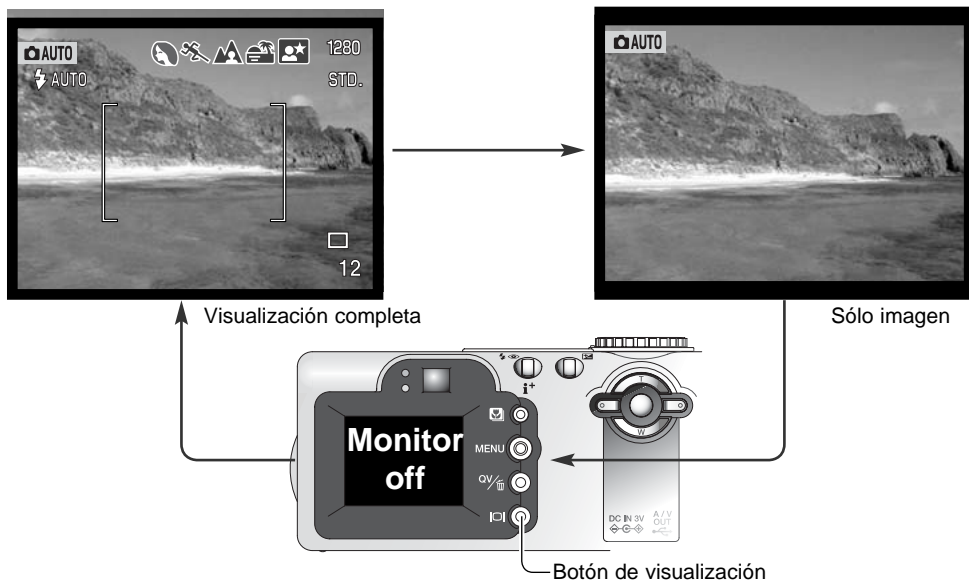 AUTO
1280
AUTO
STD.
12
AUTO
Visualización completa
Sólo imagen
i+
T
W
Monitor
off
MENU
QV/
DC IN 3V
A / V
OUT
Botón de visualización